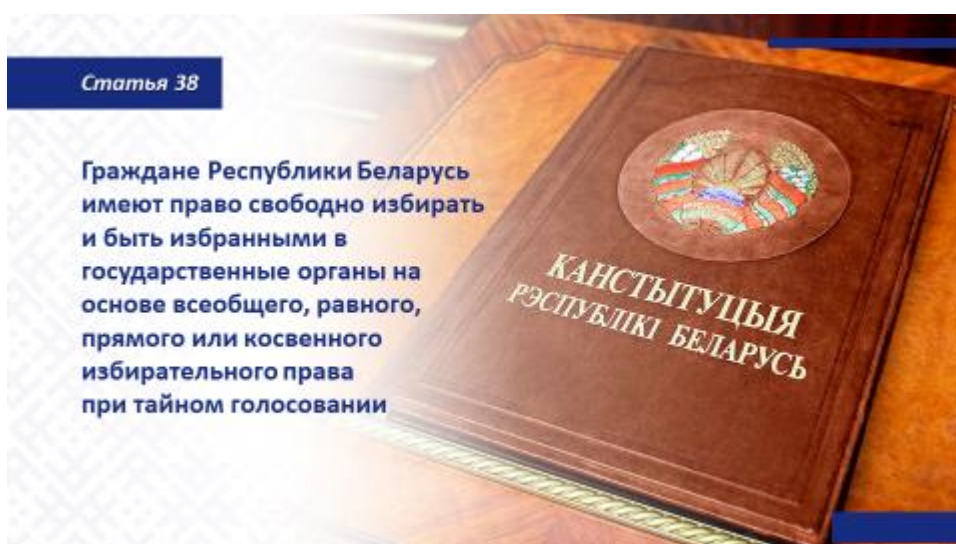 Статья 38
Граждане Республики Беларусь
имеют право свободно избирать
и быть избранными в
государственные органы на
основе всеобщего, равного,
прямого или косвенного
избирательного права
при тайном голосовании
КАНСТЫТУЦЫЯ
РЭСПУБЛІКІ БЕЛАРУСЬ